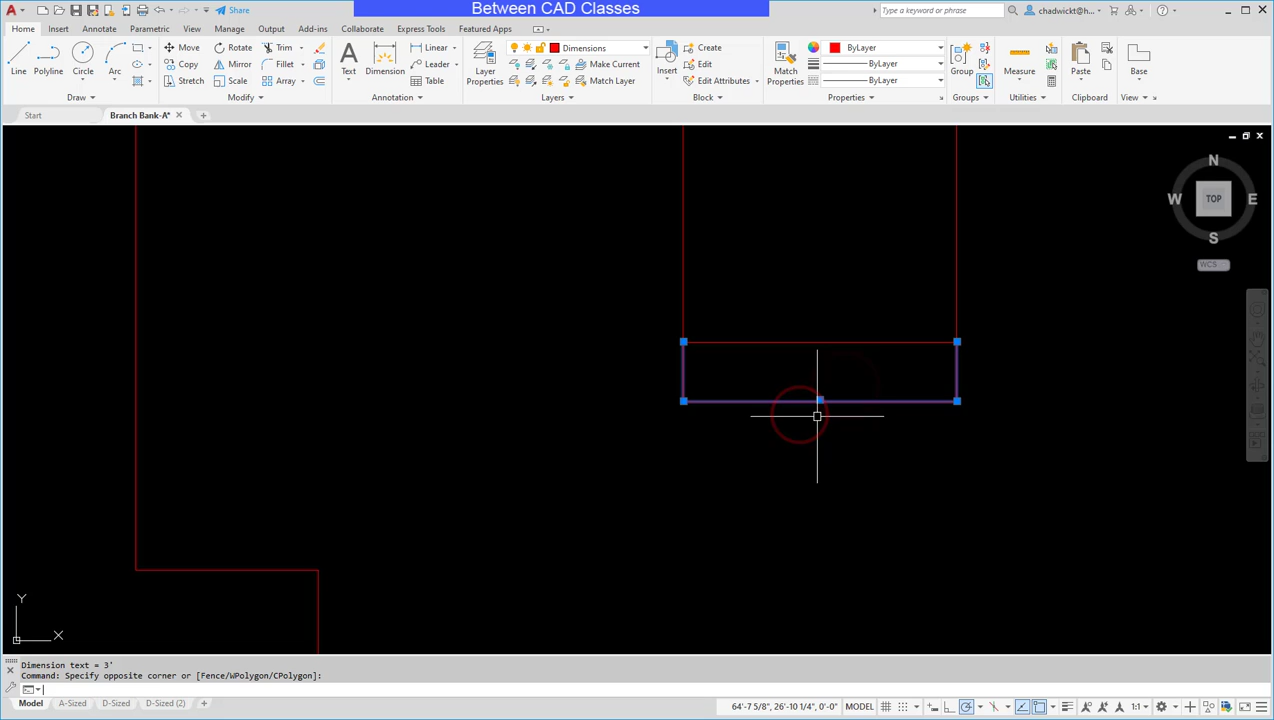 Between CAD Classes
Share
Type a keyword or phrase
chadwickt@h...
Home Insert Annotate Parametric View Manage Output Add-ins Collaborate Express Tools Featured Apps
Line
Polyline
Circle
Arc
Draw
Move
Copy
Stretch
Rotate
Mirror
Scale
Trim
Fillet
Array
Modify
Text
Dimension
Linear
Leader
Table
Annotation
Layer
Properties
Dimensions
Make Current
Match Layer
Layers
Insert
Create
Edit
Edit Attributes
Block
Match
Properties
ByLayer
ByLayer
ByLayer
Properties
Group
Groups
Measure
Utilities
Paste
Clipboard
Base
View
Start
Branch Bank-A*
N
W
TOP
E
S
WCS
Y
X
Dimension text = 3'
Command: Specify opposite corner or [Fence/WPolygon/CPolygon]:
Model A-Sized D-Sized D-Sized (2)
64'-7 5/8", 26'-10 1/4", 0'-0" MODEL
1:1